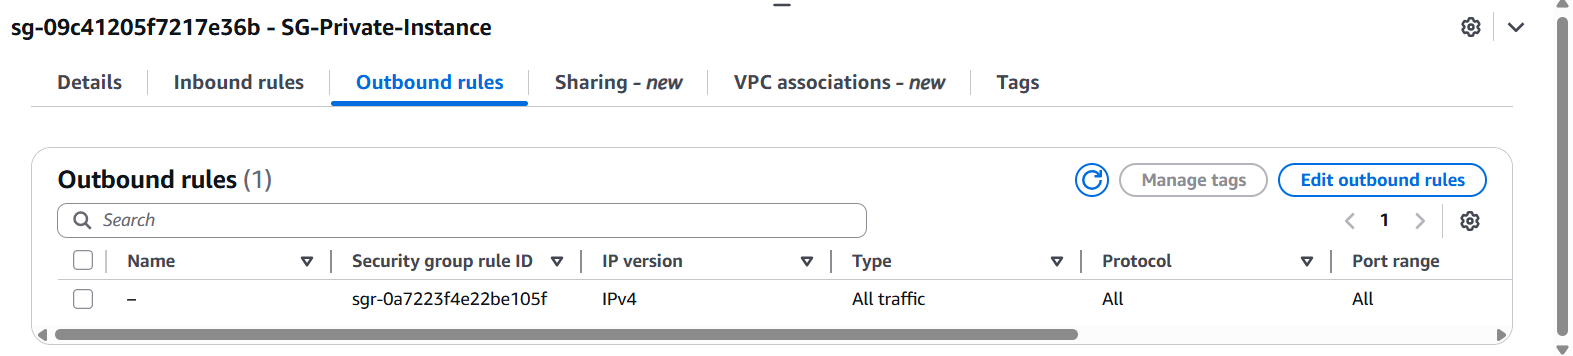 sg-09c41205f7217e36b - SG-Private-Instance
Details Inbound rules Outbound rules Sharing - new VPC associations - new Tags
Outbound rules (1) Manage tags Edit outbound rules
Search 1
Name Security group rule ID IP version Type Protocol Port range
– sgr-0a7223f4e22be105f IPv4 All traffic All All